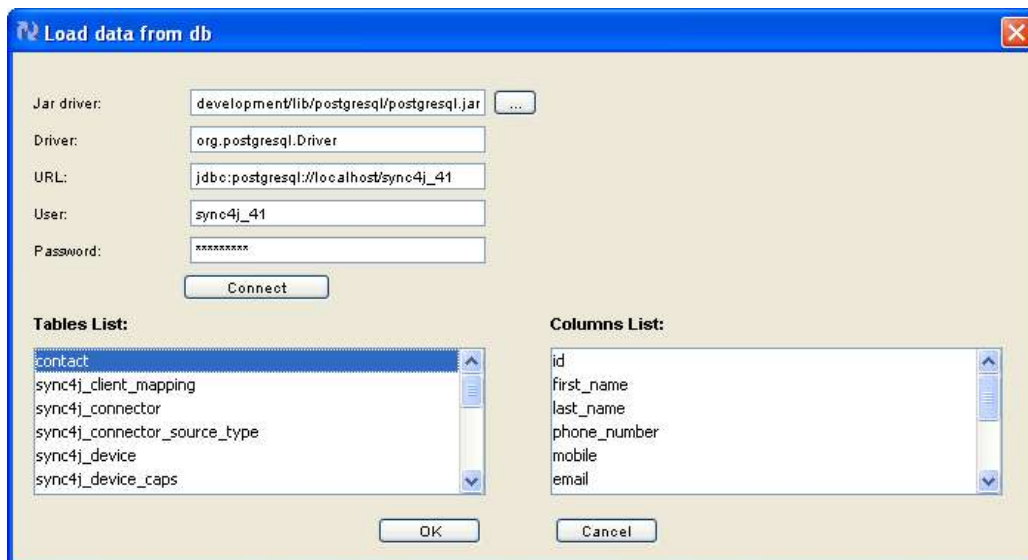 Load data from db
Jar driver: development/lib/postgresql/postgresql.jar ...
Driver: org.postgresql.Driver
URL: jdbc:postgresql://localhost/sync4j_41
User: sync4j_41
Password: *********
Connect
Tables List:
contact
sync4j_client_mapping
sync4j_connector
sync4j_connector_source_type
sync4j_device
sync4j_device_caps
Columns List:
id
first_name
last_name
phone_number
mobile
email
OK Cancel